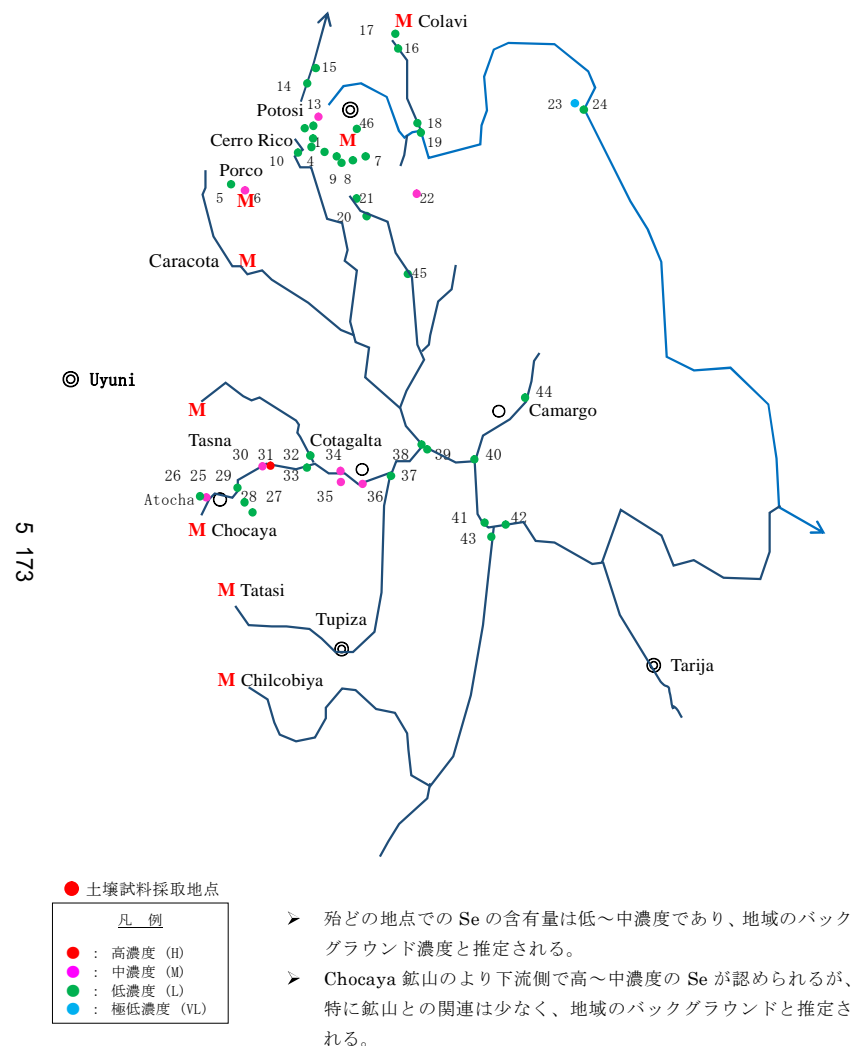 17
M Colavi
16
15
14
13
Potosi
46
18
23
24
Cerro Rico
1
M
19
10
4
7
Porco
9 8
5
6
M
21
22
20
Caracota M
45
Uyuni
M
44
Camargo
Tasna
Cotagalta
30 31 32 34
38
39
40
26 25 29
33
37
Atocha
28 27
35
36
M Chocaya
41
42
43
M Tatasi
Tupiza
Tarija
M Chilcobiya
5 173
土壌試料採取地点
凡 例
: 高濃度 (H)
: 中濃度 (M)
: 低濃度 (L)
: 極低濃度 (VL)
➢ 殆どの地点での Se の含有量は低～中濃度であり、地域のバック
グラウンド濃度と推定される。
➢ Chocaya 鉱山のより下流側で高～中濃度の Se が認められるが、
特に鉱山との関連は少なく、地域のバックグラウンドと推定さ
れる。